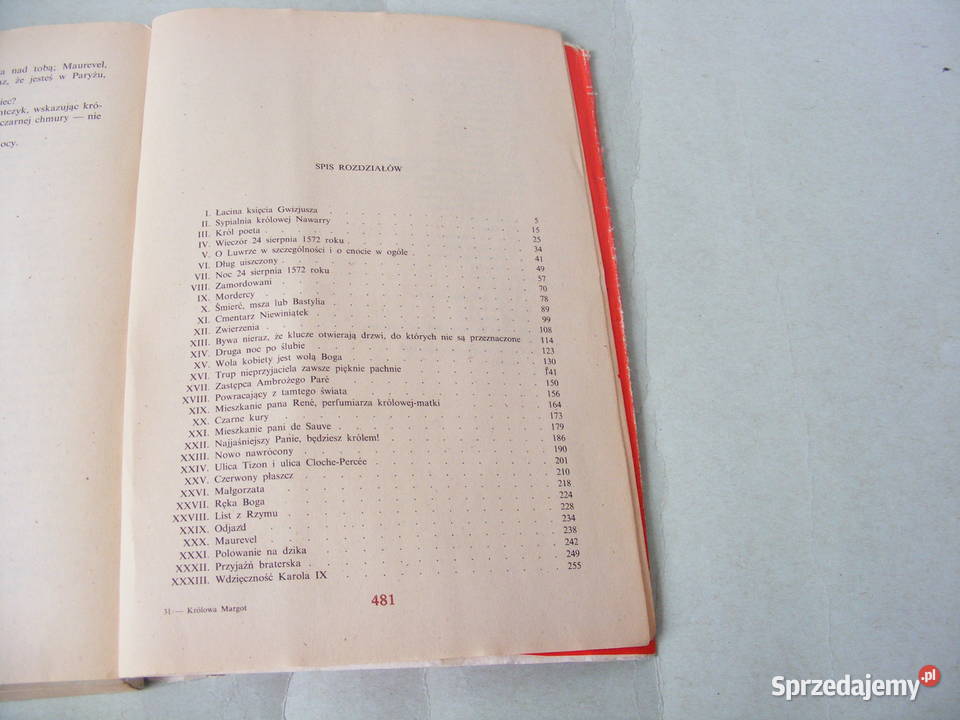 a nad tobą; Maurevel,
az, że jesteś w Paryżu,
iec?
ntczyk, wskazując kró-
czarnej chmury — nie
ocy.
SPIS ROZDZIAŁÓW
I. Łacina księcia Gwizjusza . . . 5
II. Sypialnia królowej Nawarry . . . 15
III. Król poeta . . . 25
IV. Wieczór 24 sierpnia 1572 roku . . . 34
V. O Luwrze w szczególności i o cnocie w ogóle . . . 41
VI. Dług uiszczony . . . 49
VII. Noc 24 sierpnia 1572 roku . . . 57
VIII. Zamordowani . . . 70
IX. Mordercy . . . 78
X. Śmierć, msza lub Bastylia . . . 89
XI. Cmentarz Niewiniątek . . . 99
XII. Zwierzenia . . . 108
XIII. Bywa nieraz, że klucze otwierają drzwi, do których nie są przeznaczone . 114
XIV. Druga noc po ślubie . . . 123
XV. Wola kobiety jest wolą Boga . . . 130
XVI. Trup nieprzyjaciela zawsze pięknie pachnie . . . 141
XVII. Zastępca Ambrożego Paré . . . 150
XVIII. Powracający z tamtego świata . . . 156
XIX. Mieszkanie pana René, perfumiarza królowej-matki . . . 164
XX. Czarne kury . . . 173
XXI. Mieszkanie pani de Sauve . . . 179
XXII. Najjaśniejszy Panie, będziesz królem! . . . 186
XXIII. Nowo nawrócony . . . 190
XXIV. Ulica Tizon i ulica Cloche-Percée . . . 201
XXV. Czerwony płaszcz . . . 210
XXVI. Małgorzata . . . 218
XXVII. Ręka Boga . . . 224
XXVIII. List z Rzymu . . . 228
XXIX. Odjazd . . . 234
XXX. Maurevel . . . 238
XXXI. Polowanie na dzika . . . 242
XXXII. Przyjaźń braterska . . . 249
XXXIII. Wdzięczność Karola IX . . . 255
31 — Królowa Margot
481
Sprzedajemy.pl